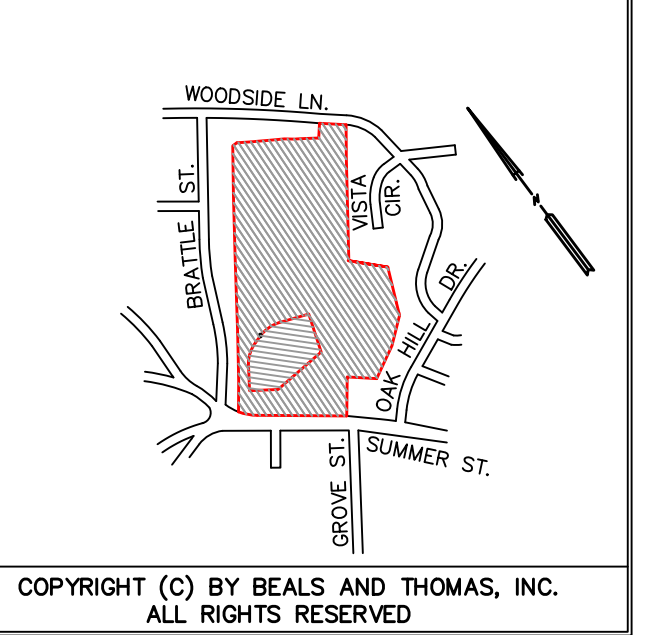 WOODSIDE LN.
BRATTLE ST.
VISTA
CIR.
N
OAK HILL DR.
SUMMER ST.
GROVE ST.
COPYRIGHT (C) BY BEALS AND THOMAS, INC.
ALL RIGHTS RESERVED